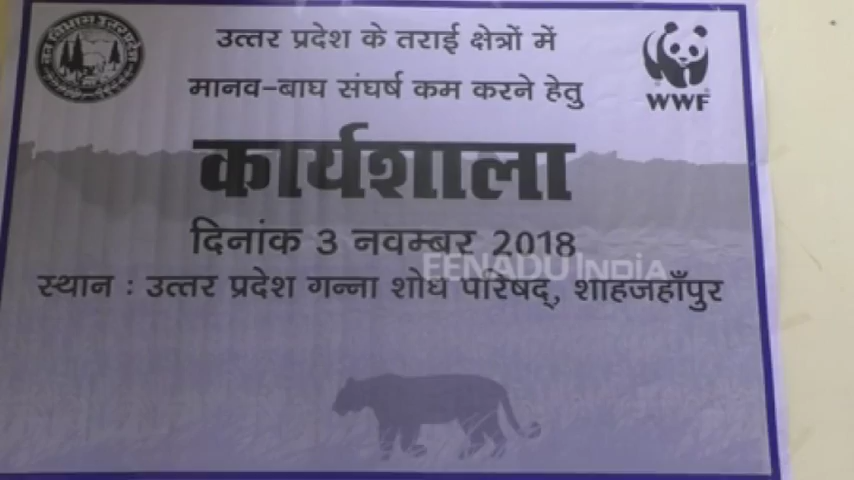 उत्तर प्रदेश के तराई क्षेत्रों में
मानव-बाघ संघर्ष कम करने हेतु
WWF
कार्यशाला
दिनांक 3 नवम्बर 2018
EENADU INDIA
स्थान : उत्तर प्रदेश गन्ना शोध परिषद्, शाहजहाँपुर